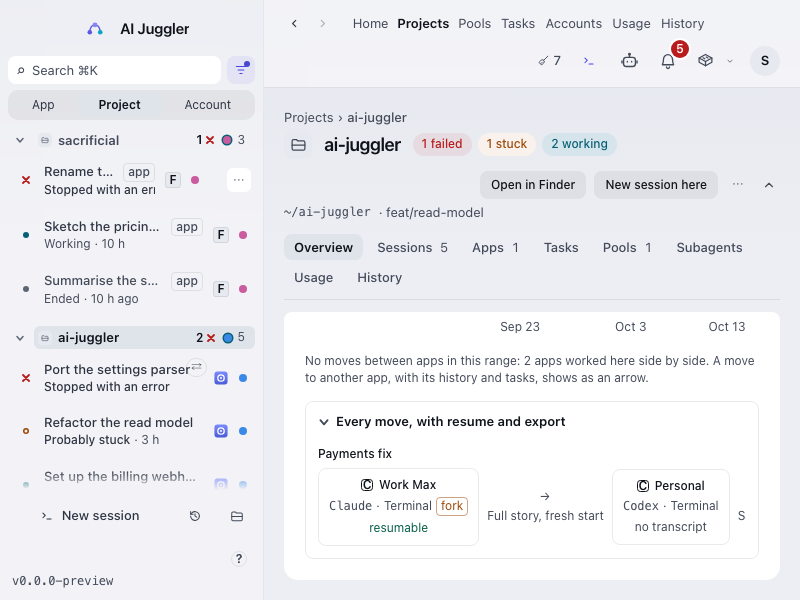 AI Juggler
Search ⌘K
App Project Account
sacrificial 1 3
Rename t... app F
Stopped with an err
Sketch the pricin... app F
Working · 10 h
Summarise the s... app F
Ended · 10 h ago
ai-juggler 2 5
Port the settings parser
Stopped with an error
Refactor the read model
Probably stuck · 3 h
Set up the billing webh...
New session
?
v0.0.0-preview
Home Projects Pools Tasks Accounts Usage History
7 5 S
Projects › ai-juggler
ai-juggler 1 failed 1 stuck 2 working
Open in Finder New session here
~/ai-juggler · feat/read-model
Overview Sessions 5 Apps 1 Tasks Pools 1 Subagents
Usage History
Sep 23 Oct 3 Oct 13
No moves between apps in this range: 2 apps worked here side by side. A move
to another app, with its history and tasks, shows as an arrow.
Every move, with resume and export
Payments fix
Work Max
Claude · Terminal fork
resumable
→
Full story, fresh start
Personal
Codex · Terminal
no transcript
S